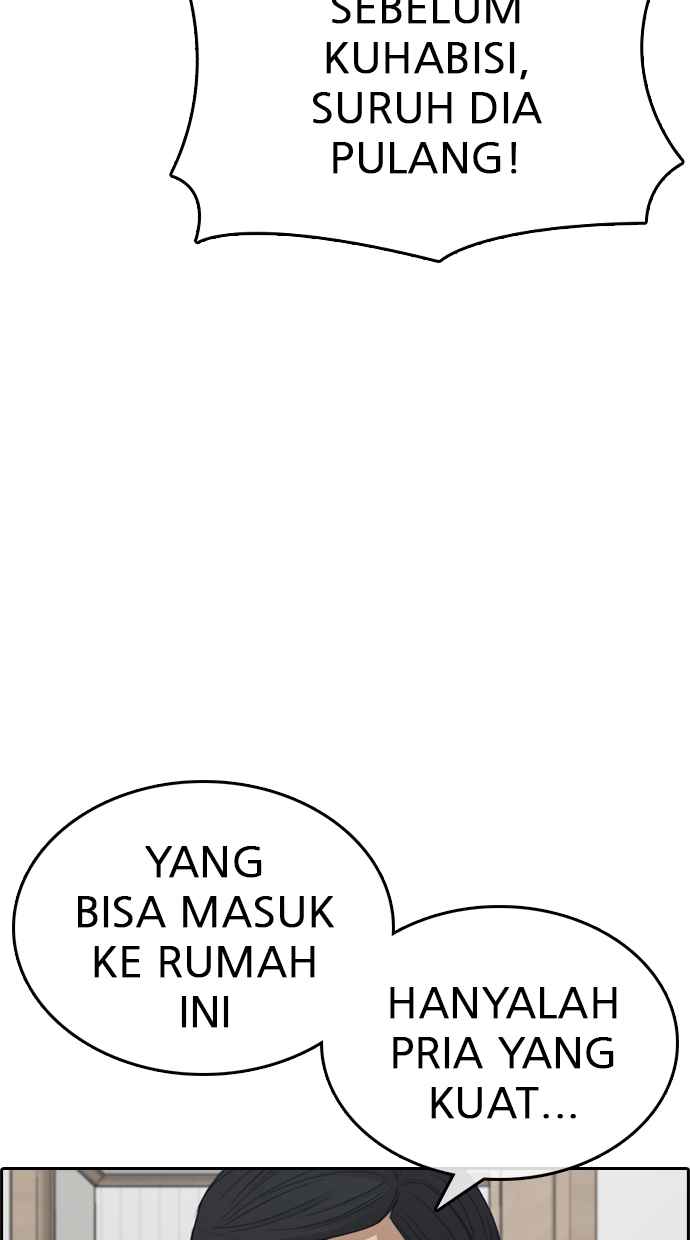 SEBELUM
KUHABISI,
SURUH DIA
PULANG!
YANG
BISA MASUK
KE RUMAH
INI
HANYALAH
PRIA YANG
KUAT...